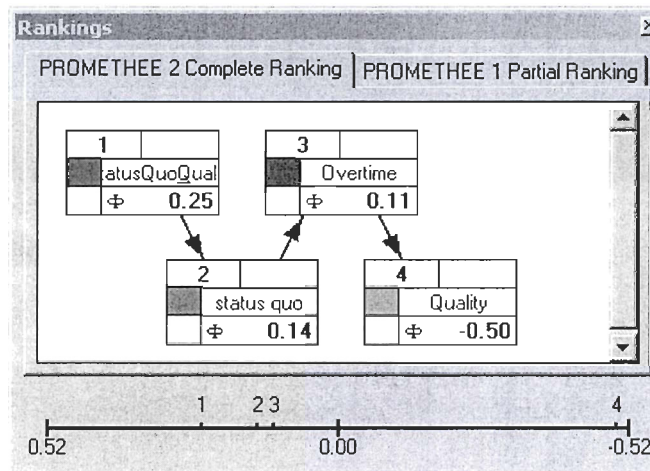 Rankings
PROMETHEE 2 Complete Ranking
PROMETHEE 1 Partial Ranking
1
atusQuoQual
Φ 0.25
3
Overtime
Φ 0.11
2
status quo
Φ 0.14
4
Quality
Φ -0.50
1 2 3 4
0.52 0.00 -0.52